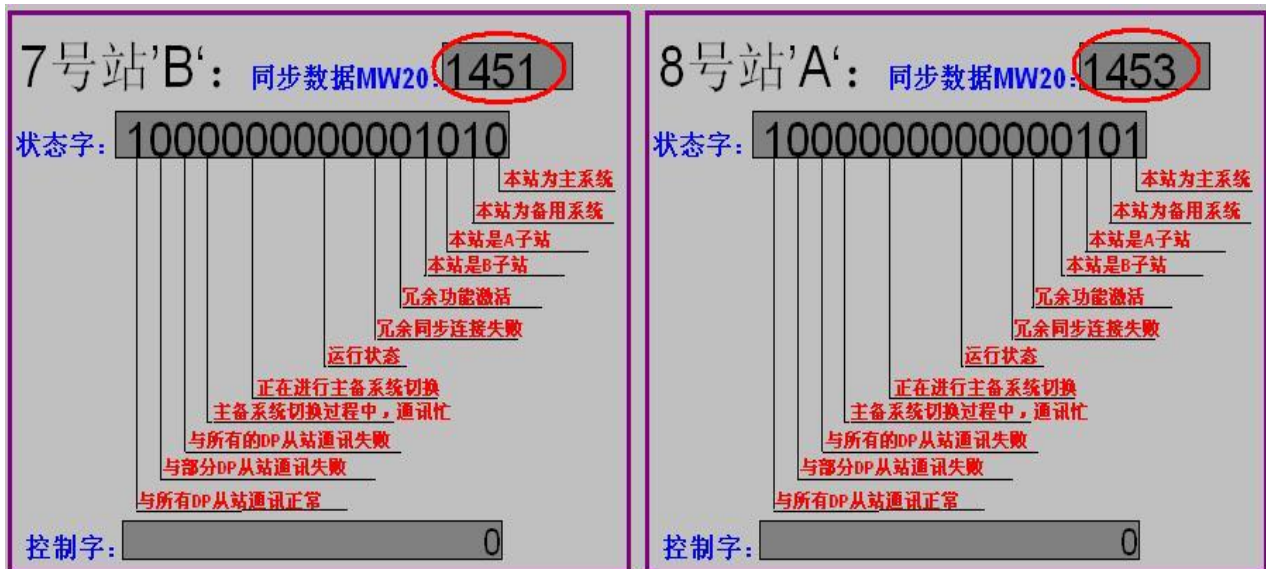 7号站'B‘： 同步数据MW20: 1451
状态字： 1000000000001010
本站为主系统
本站为备用系统
本站是A子站
本站是B子站
冗余功能激活
冗余同步连接失败
运行状态
正在进行主备系统切换
主备系统切换过程中，通讯忙
与所有的DP从站通讯失败
与部分DP从站通讯失败
与所有DP从站通讯正常
控制字： 0
8号站'A‘： 同步数据MW20: 1453
状态字： 1000000000000101
本站为主系统
本站为备用系统
本站是A子站
本站是B子站
冗余功能激活
冗余同步连接失败
运行状态
正在进行主备系统切换
主备系统切换过程中，通讯忙
与所有的DP从站通讯失败
与部分DP从站通讯失败
与所有DP从站通讯正常
控制字： 0